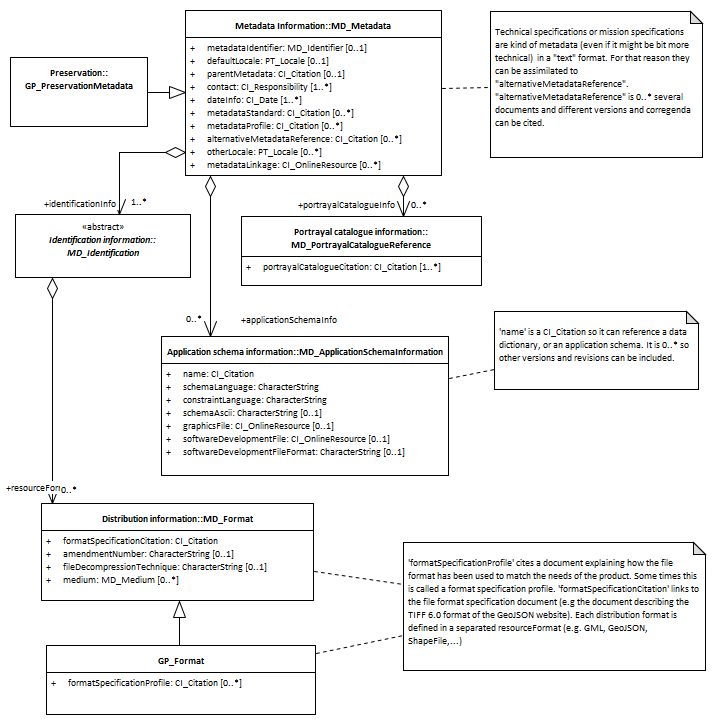 Metadata Information::MD_Metadata
+ metadataIdentifier: MD_Identifier [0..1]
+ defaultLocale: PT_Locale [0..1]
+ parentMetadata: CI_Citation [0..1]
+ contact: CI_Responsibility [1..*]
+ dateInfo: CI_Date [1..*]
+ metadataStandard: CI_Citation [0..*]
+ metadataProfile: CI_Citation [0..*]
+ alternativeMetadataReference: CI_Citation [0..*]
+ otherLocale: PT_Locale [0..*]
+ metadataLinkage: CI_OnlineResource [0..*]
Technical specifications or mission specifications
are kind of metadata (even if it might be bit more
technical) in a "text" format. For that reason they
can be assimilated to
"alternativeMetadataReference".
"alternativeMetadataReference" is 0..* several
documents and different versions and corregenda
can be cited.
Preservation::
GP_PreservationMetadata
+identificationInfo 1..*
+portrayalCatalogueInfo 0..*
«abstract»
Identification information::
MD_Identification
Portrayal catalogue information::
MD_PortrayalCatalogueReference
+ portrayalCatalogueCitation: CI_Citation [1..*]
0..* +applicationSchemaInfo
Application schema information::MD_ApplicationSchemaInformation
+ name: CI_Citation
+ schemaLanguage: CharacterString
+ constraintLanguage: CharacterString
+ schemaAscii: CharacterString [0..1]
+ graphicsFile: CI_OnlineResource [0..1]
+ softwareDevelopmentFile: CI_OnlineResource [0..1]
+ softwareDevelopmentFileFormat: CharacterString [0..1]
'name' is a CI_Citation so it can reference a data
dictionary, or an application schema. It is 0..* so
other versions and revisions can be included.
0..*
Distribution information::MD_Format
+ formatSpecificationCitation: CI_Citation
+ amendmentNumber: CharacterString [0..1]
+ fileDecompressionTechnique: CharacterString [0..1]
+ medium: MD_Medium [0..*]
'formatSpecificationProfile' cites a document explaining how the file
format has been used to match the needs of the product. Some times this
is called a format specification profile. 'formatSpecificationCitation' links to
the file format specification document (e.g the document describing the
TIFF 6.0 format of the GeoJSON website). Each distribution format is
defined in a separated resourceFormat (e.g. GML, GeoJSON,
ShapeFile,...)
GP_Format
+ formatSpecificationProfile: CI_Citation [0..*]